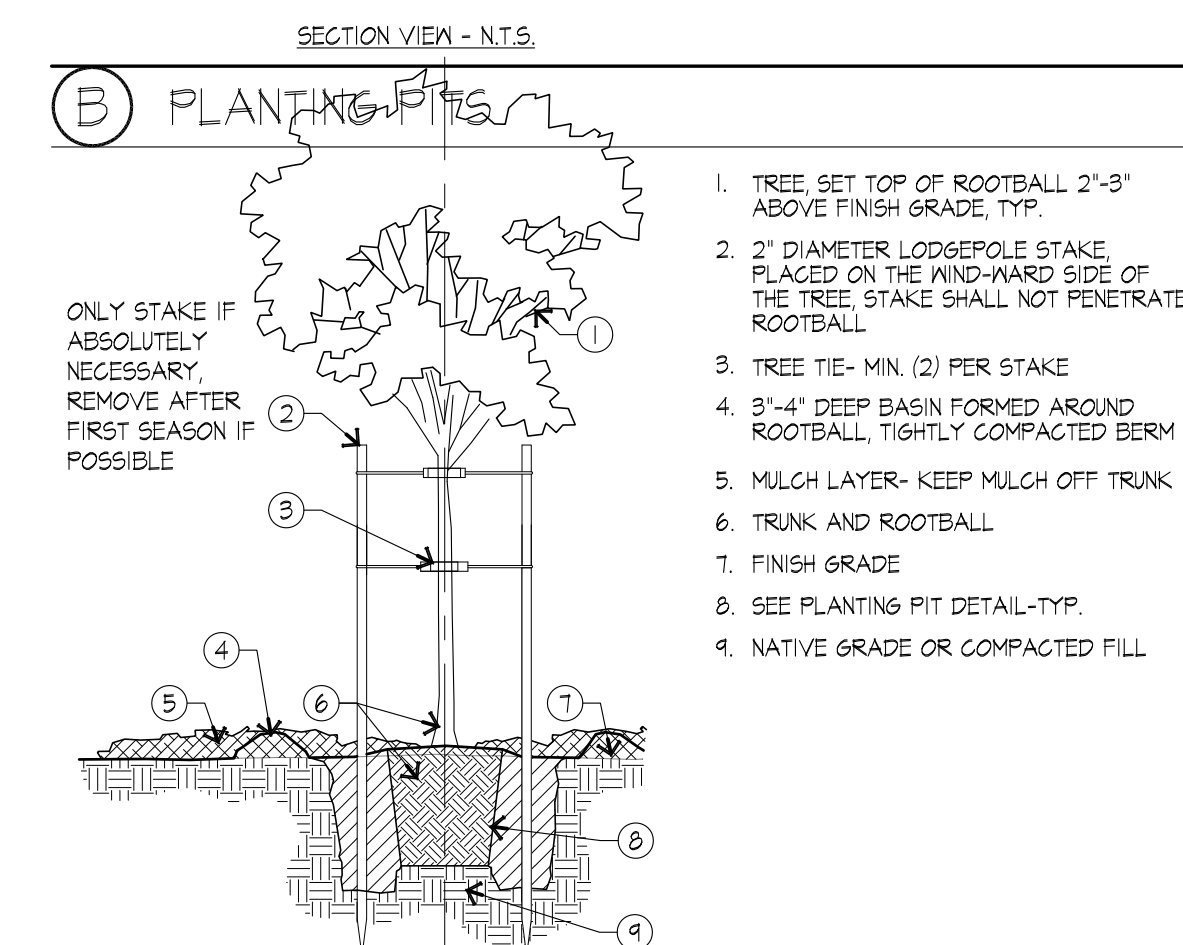 SECTION VIEW - N.T.S.
B PLANTING PITS
1. TREE, SET TOP OF ROOTBALL 2"-3"
ABOVE FINISH GRADE, TYP.
2. 2" DIAMETER LODGEPOLE STAKE,
PLACED ON THE WIND-WARD SIDE OF
THE TREE, STAKE SHALL NOT PENETRATE
ROOTBALL
3. TREE TIE- MIN. (2) PER STAKE
4. 3"-4" DEEP BASIN FORMED AROUND
ROOTBALL, TIGHTLY COMPACTED BERM
5. MULCH LAYER- KEEP MULCH OFF TRUNK
6. TRUNK AND ROOTBALL
7. FINISH GRADE
8. SEE PLANTING PIT DETAIL-TYP.
9. NATIVE GRADE OR COMPACTED FILL
ONLY STAKE IF
ABSOLUTELY
NECESSARY,
REMOVE AFTER
FIRST SEASON IF
POSSIBLE
1
2
3
4
5
6
7
8
9